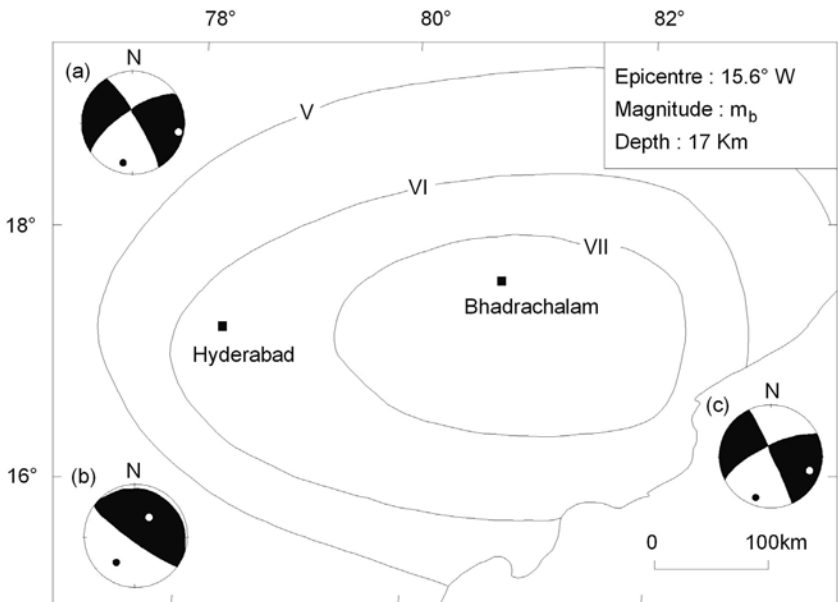 78° 80° 82°
(a) N
Epicentre : 15.6° W
Magnitude : m_b
Depth : 17 Km
V
VI
18°
VII
Bhadrachalam
Hyderabad
(c) N
16°
(b) N
0 100km